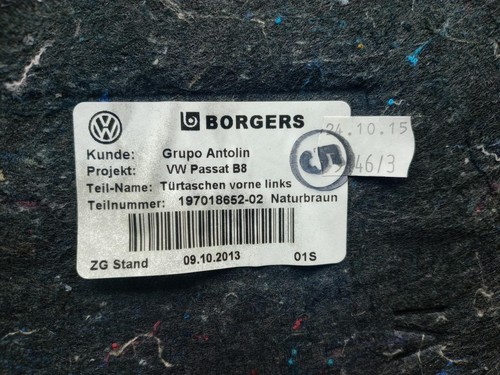 BORGERS
24.10.15
46/3
5
Kunde: Grupo Antolin
Projekt: VW Passat B8
Teil-Name: Türtaschen vorne links
Teilnummer: 197018652-02 Naturbraun
ZG Stand 09.10.2013 01S